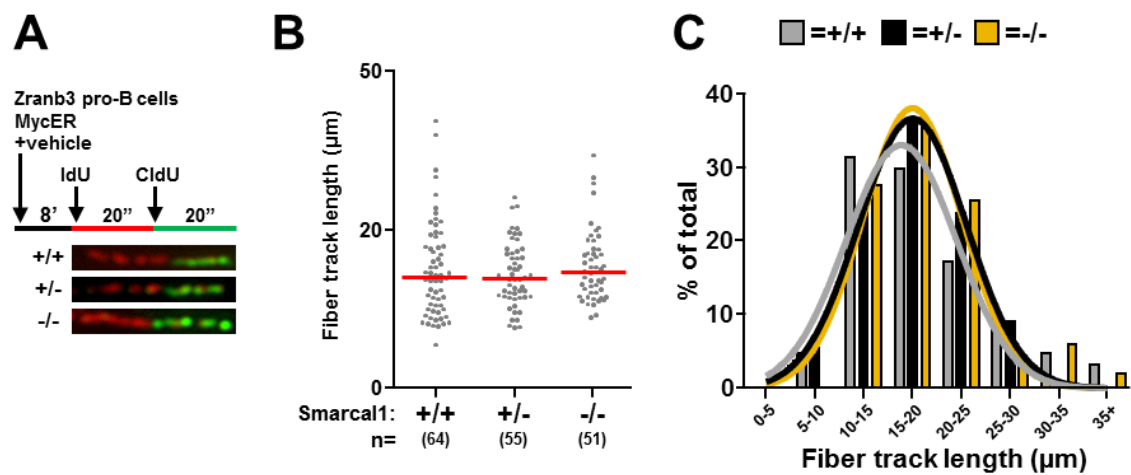 A
Zranb3 pro-B cells
MycER
+vehicle
IdU
CldU
8’ 20” 20”
+/+
+/-
-/-
B
Fiber track length (µm)
50
20
0
Smarcal1: +/+ +/- -/-
n= (64) (55) (51)
C
=+/+ =+/- =-/-
% of total
40
30
20
10
0
0-5 5-10 10-15 15-20 20-25 25-30 30-35 35+
Fiber track length (µm)